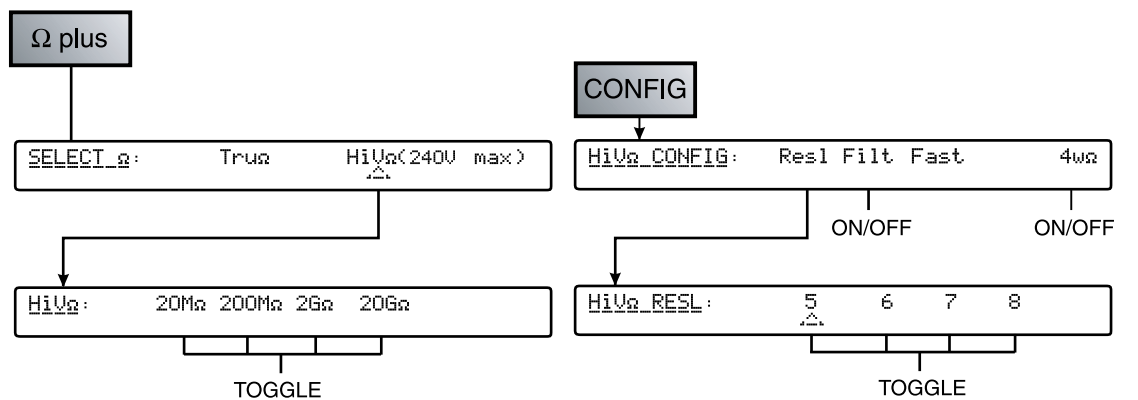 Ω plus
SELECT Ω: TruΩ HiVΩ(240V max)
HiVΩ: 20MΩ 200MΩ 2GΩ 20GΩ
TOGGLE
CONFIG
HiVΩ CONFIG: Resl Filt Fast 4wΩ
ON/OFF ON/OFF
HiVΩ RESL: 5 6 7 8
TOGGLE